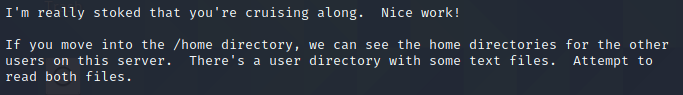 I'm really stoked that you're cruising along.  Nice work!
If you move into the /home directory, we can see the home directories for the other
users on this server.  There's a user directory with some text files.  Attempt to
read both files.